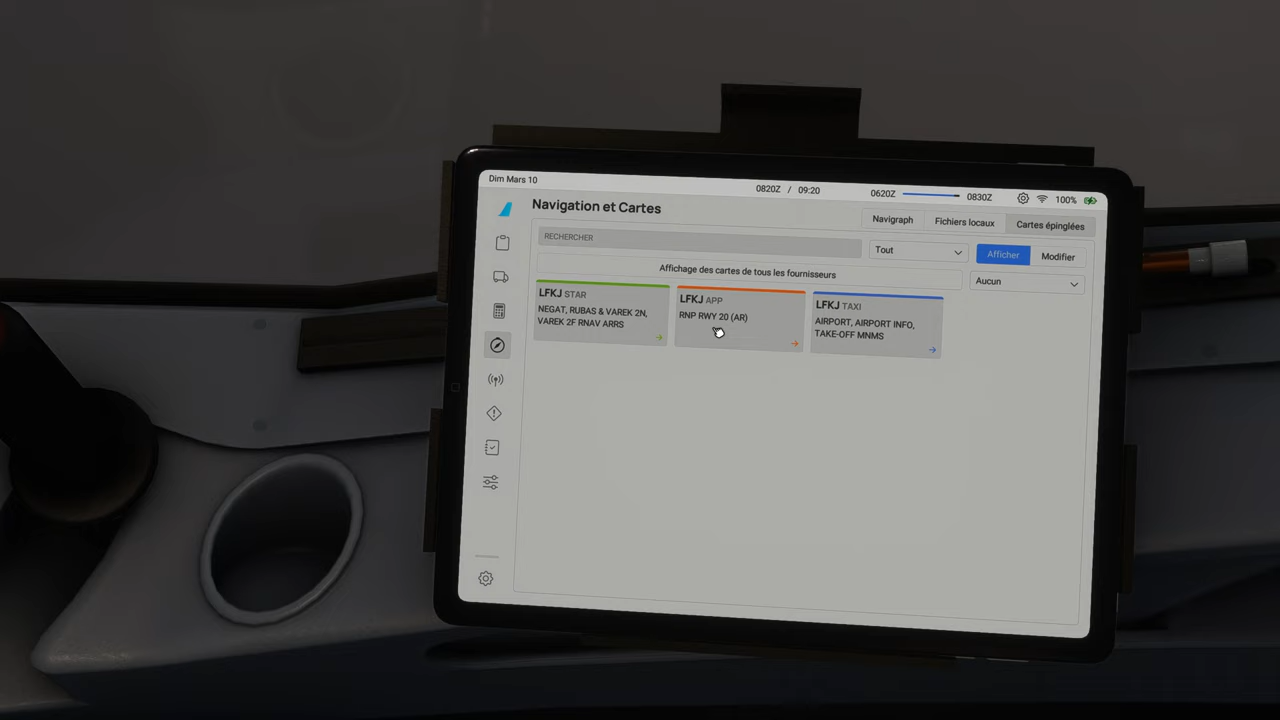 Dim Mars 10
0820Z / 09:20
0620Z
0830Z
100%
Navigation et Cartes
Navigraph
Fichiers locaux
Cartes épinglées
RECHERCHER
Tout
Afficher
Modifier
Affichage des cartes de tous les fournisseurs
Aucun
LFKJ STAR
NEGAT, RUBAS & VAREK 2N,
VAREK 2F RNAV ARRS
LFKJ APP
RNP RWY 20 (AR)
LFKJ TAXI
AIRPORT, AIRPORT INFO,
TAKE-OFF MNMS